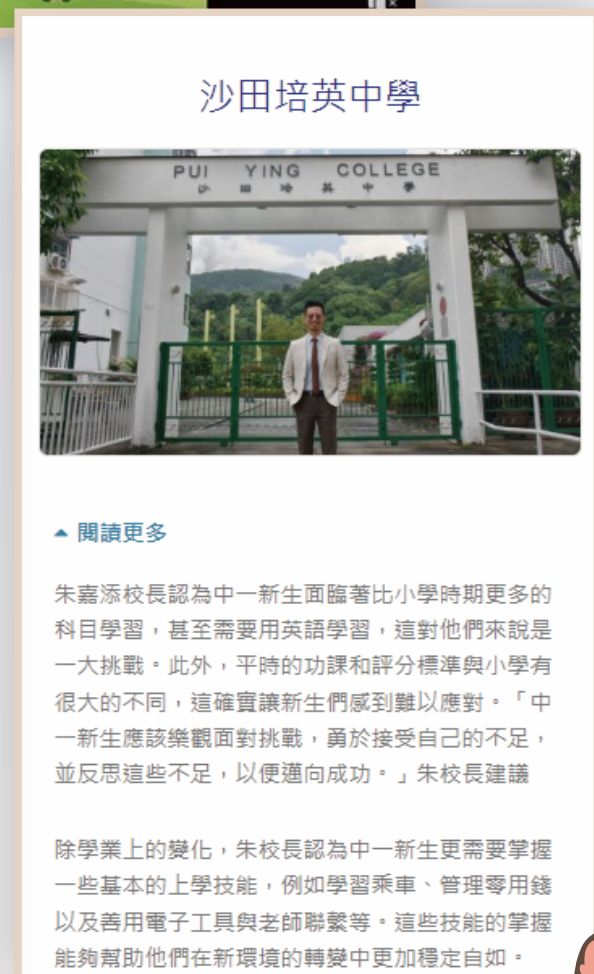 沙田培英中學
PUI YING COLLEGE
沙田培英中學
閱讀更多
朱嘉添校長認為中一新生面臨著比小學時期更多的
科目學習,甚至需要用英語學習,這對他們來說是
一大挑戰。此外,平時的功課和評分標準與小學有
很大的不同,這確實讓新生們感到難以應對。「中
一新生應該樂觀面對挑戰,勇於接受自己的不足,
並反思這些不足,以便邁向成功。」朱校長建議
除學業上的變化,朱校長認為中一新生更需要掌握
一些基本的上學技能,例如學習乘車、管理零用錢
以及善用電子工具與老師聯繫等。這些技能的掌握
能夠幫助他們在新環境的轉變中更加穩定自如。